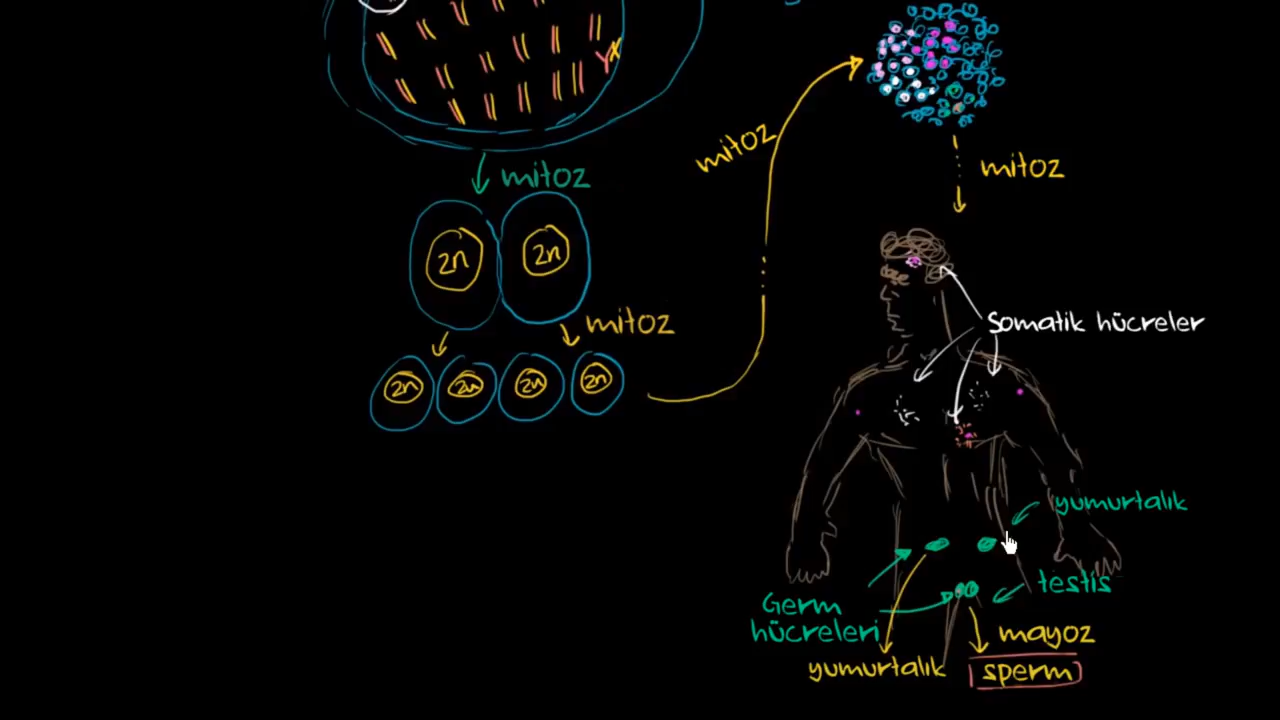 YX
mitoz
mitoz
mitoz
2n
2n
mitoz
Somatik hücreler
2n
2n
2n
2n
yumurtalık
testis
Germ
hücreleri
mayoz
yumurtalık
sperm